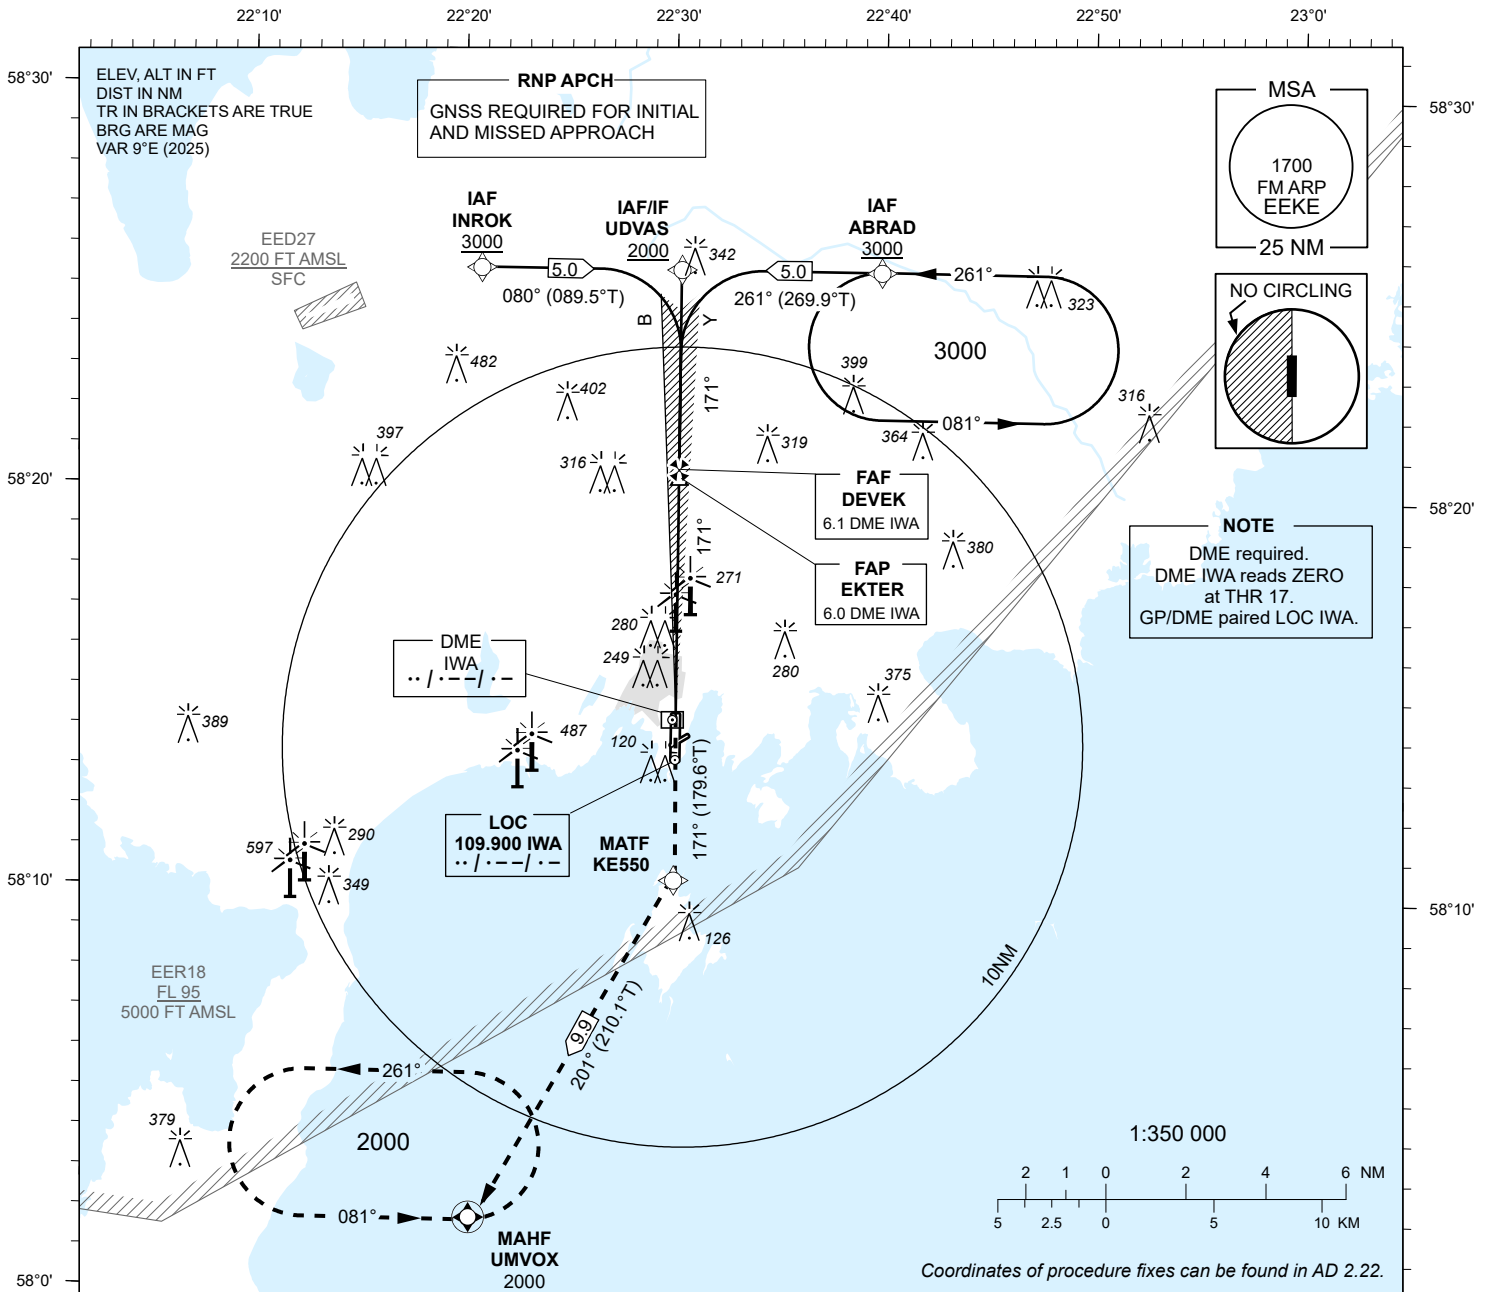 22°10'
22°20'
22°30'
22°40'
22°50'
23°0'
58°30'
58°30'
ELEV, ALT IN FT
DIST IN NM
TR IN BRACKETS ARE TRUE
BRG ARE MAG
VAR 9°E (2025)
RNP APCH
GNSS REQUIRED FOR INITIAL
AND MISSED APPROACH
MSA
1700
FM ARP
EEKE
25 NM
NO CIRCLING
IAF
INROK
3000
IAF/IF
UDVAS
2000
IAF
ABRAD
3000
342
EED27
2200 FT AMSL
SFC
5.0
080° (089.5°T)
5.0
261° (269.9°T)
261°
323
B
Y
171°
3000
081°
482
402
399
397
316
319
364
316
58°20'
58°20'
FAF
DEVEK
6.1 DME IWA
171°
FAP
EKTER
6.0 DME IWA
380
NOTE
DME required.
DME IWA reads ZERO
at THR 17.
GP/DME paired LOC IWA.
271
280
249
280
375
DME
IWA
·· / ·–– / ·–
389
487
120
LOC
109.900 IWA
·· / ·–– / ·–
171° (179.6°T)
MATF
KE550
597
290
349
58°10'
58°10'
126
10NM
EER18
FL 95
5000 FT AMSL
9.9
201° (210.1°T)
261°
2000
081°
379
MAHF
UMVOX
2000
1:350 000
2 1 0 2 4 6 NM
5 2.5 0 5 10 KM
58°0'
Coordinates of procedure fixes can be found in AD 2.22.